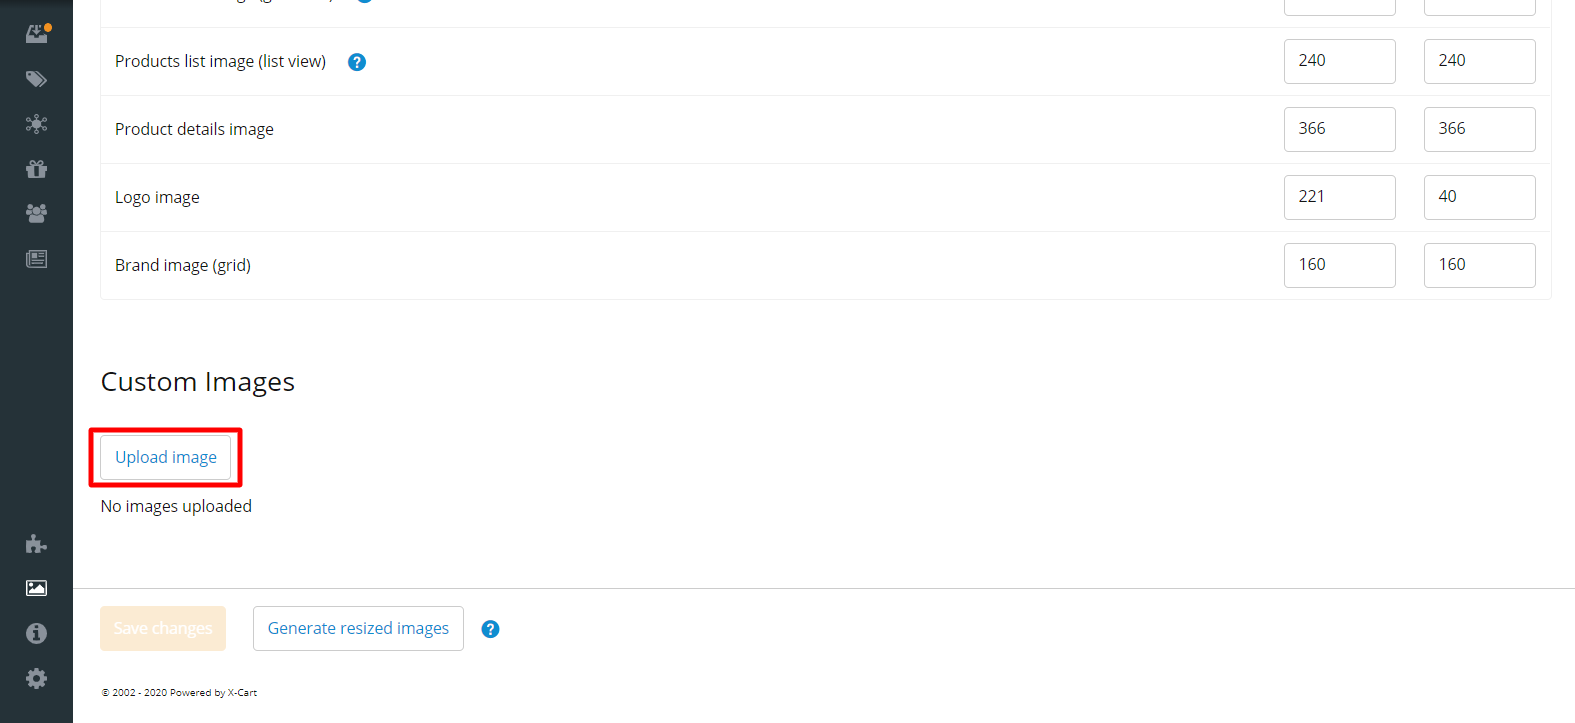 Products list image (list view) ? 240 240
Product details image 366 366
Logo image 221 40
Brand image (grid) 160 160
Custom Images
Upload image
No images uploaded
Save changes Generate resized images ?
© 2002 - 2020 Powered by X-Cart